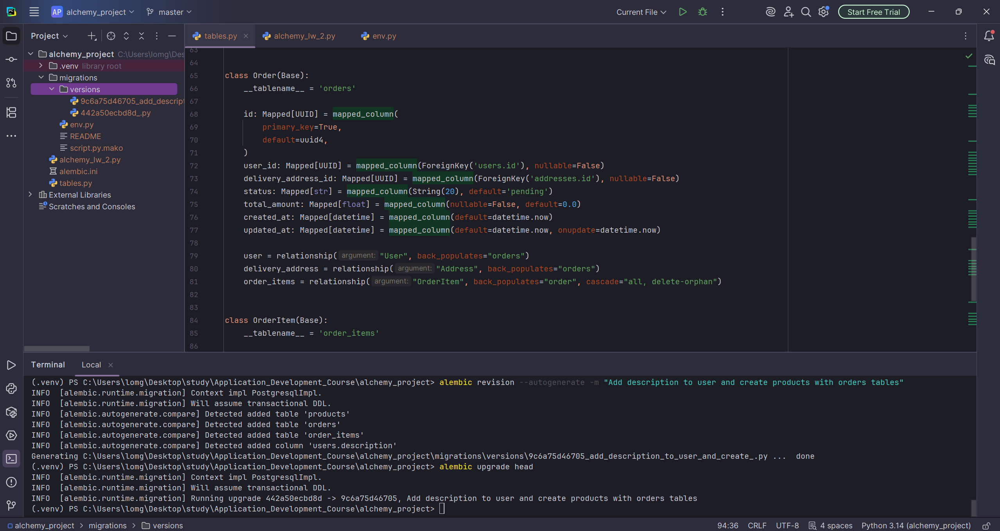 AP alchemy_project master Current File Start Free Trial
Project
tables.py alchemy_lw_2.py env.py
alchemy_project C:\Users\lomg\Des
.venv library root
migrations
versions
9c6a75d46705_add_descript
442a50ecbd8d_.py
env.py
README
script.py.mako
alchemy_lw_2.py
alembic.ini
tables.py
External Libraries
Scratches and Consoles
63
64
65 class Order(Base):
66 __tablename__ = 'orders'
67
68 id: Mapped[UUID] = mapped_column(
69 primary_key=True,
70 default=uuid4,
71 )
72 user_id: Mapped[UUID] = mapped_column(ForeignKey('users.id'), nullable=False)
73 delivery_address_id: Mapped[UUID] = mapped_column(ForeignKey('addresses.id'), nullable=False)
74 status: Mapped[str] = mapped_column(String(20), default='pending')
75 total_amount: Mapped[float] = mapped_column(nullable=False, default=0.0)
76 created_at: Mapped[datetime] = mapped_column(default=datetime.now)
77 updated_at: Mapped[datetime] = mapped_column(default=datetime.now, onupdate=datetime.now)
78
79 user = relationship( argument: "User", back_populates="orders")
80 delivery_address = relationship( argument: "Address", back_populates="orders")
81 order_items = relationship( argument: "OrderItem", back_populates="order", cascade="all, delete-orphan")
82
83
84 class OrderItem(Base):
85 __tablename__ = 'order_items'
86
Terminal Local
(.venv) PS C:\Users\lomg\Desktop\study\Application_Development_Course\alchemy_project> alembic revision --autogenerate -m "Add description to user and create products with orders tables"
INFO  [alembic.runtime.migration] Context impl PostgresqlImpl.
INFO  [alembic.runtime.migration] Will assume transactional DDL.
INFO  [alembic.autogenerate.compare] Detected added table 'products'
INFO  [alembic.autogenerate.compare] Detected added table 'orders'
INFO  [alembic.autogenerate.compare] Detected added table 'order_items'
INFO  [alembic.autogenerate.compare] Detected added column 'users.description'
Generating C:\Users\lomg\Desktop\study\Application_Development_Course\alchemy_project\migrations\versions\9c6a75d46705_add_description_to_user_and_create_.py ...  done
(.venv) PS C:\Users\lomg\Desktop\study\Application_Development_Course\alchemy_project> alembic upgrade head
INFO  [alembic.runtime.migration] Context impl PostgresqlImpl.
INFO  [alembic.runtime.migration] Will assume transactional DDL.
INFO  [alembic.runtime.migration] Running upgrade 442a50ecbd8d -> 9c6a75d46705, Add description to user and create products with orders tables
(.venv) PS C:\Users\lomg\Desktop\study\Application_Development_Course\alchemy_project>
alchemy_project > migrations > versions 94:36 CRLF UTF-8 4 spaces Python 3.14 (alchemy_project)